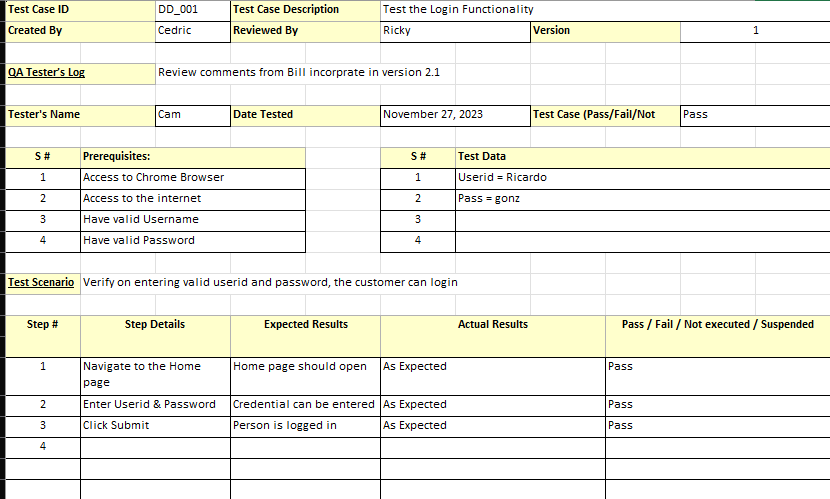 Test Case ID DD_001 Test Case Description Test the Login Functionality
Created By Cedric Reviewed By Ricky Version 1
QA Tester's Log Review comments from Bill incorprate in version 2.1
Tester's Name Cam Date Tested November 27, 2023 Test Case (Pass/Fail/Not Pass
S # Prerequisites: S # Test Data
1 Access to Chrome Browser 1 Userid = Ricardo
2 Access to the internet 2 Pass = gonz
3 Have valid Username 3
4 Have valid Password 4
Test Scenario Verify on entering valid userid and password, the customer can login
Step # Step Details Expected Results Actual Results Pass / Fail / Not executed / Suspended
1 Navigate to the Home Home page should open As Expected Pass
page
2 Enter Userid & Password Credential can be entered As Expected Pass
3 Click Submit Person is logged in As Expected Pass
4